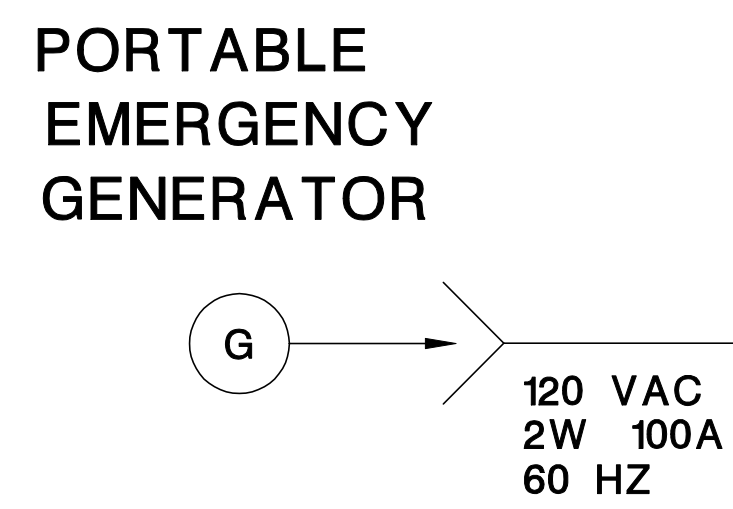 PORTABLE
EMERGENCY
GENERATOR
G
120 VAC
2W 100A
60 HZ